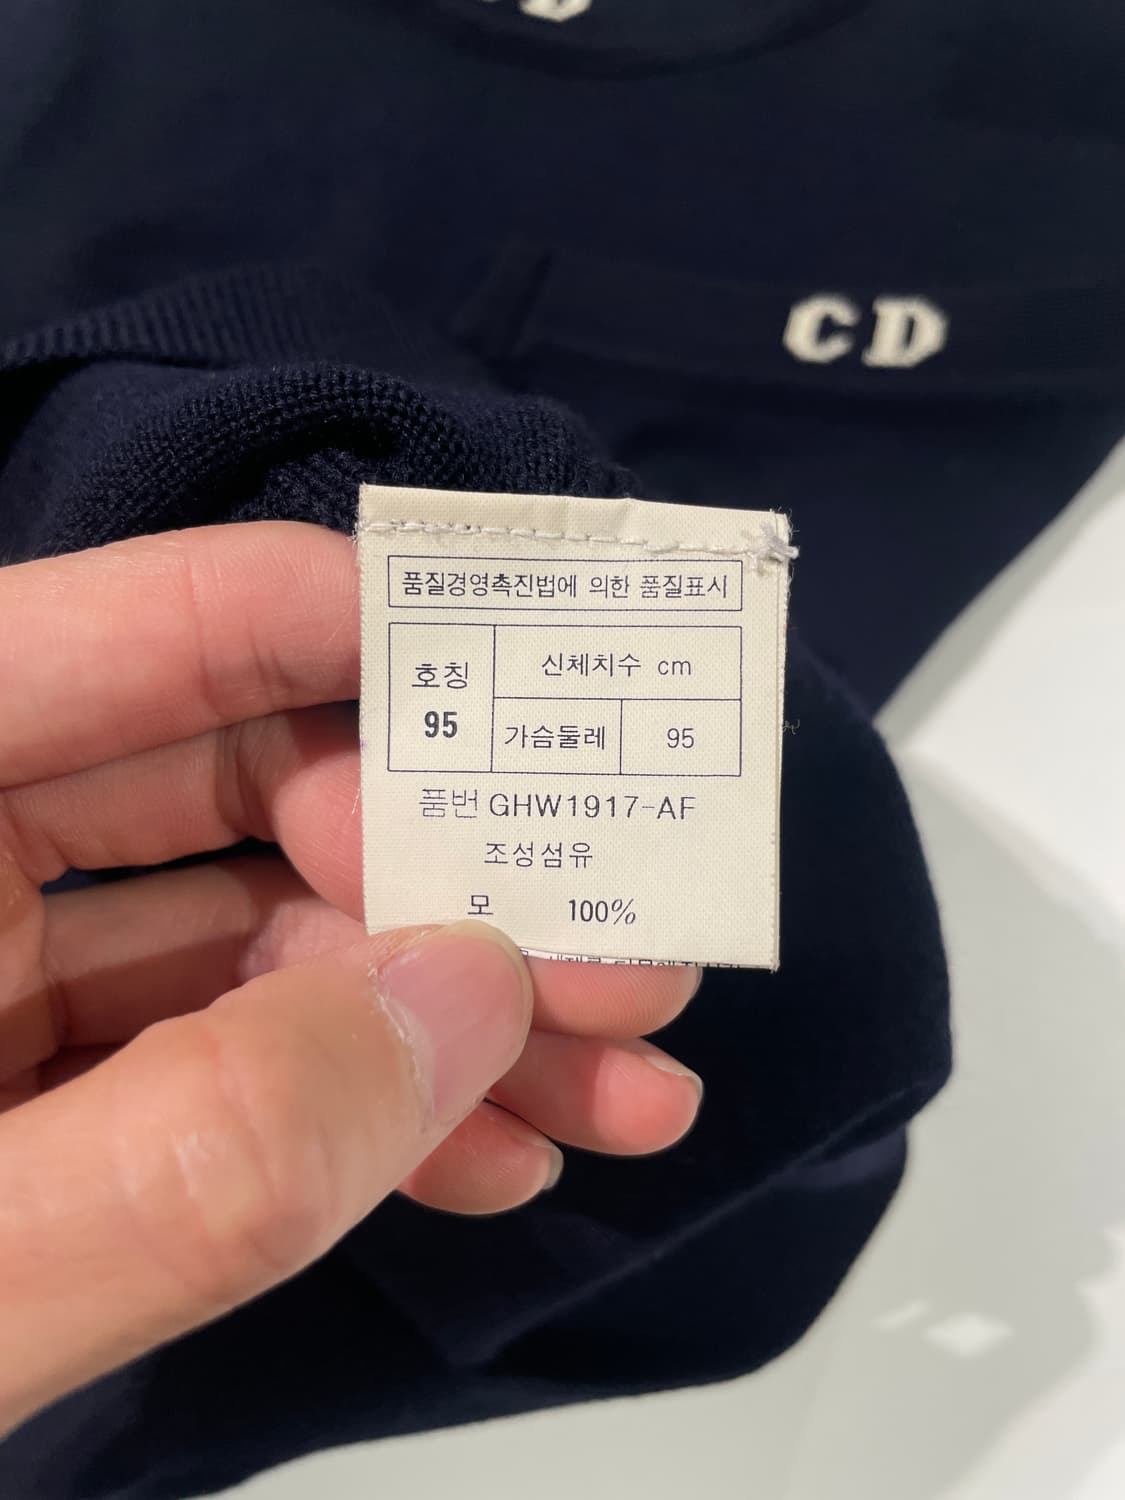 CD
품질경영촉진법에 의한 품질표시
호칭
95
신체치수 cm
가슴둘레 95
품번 GHW1917-AF
조성섬유
모 100%